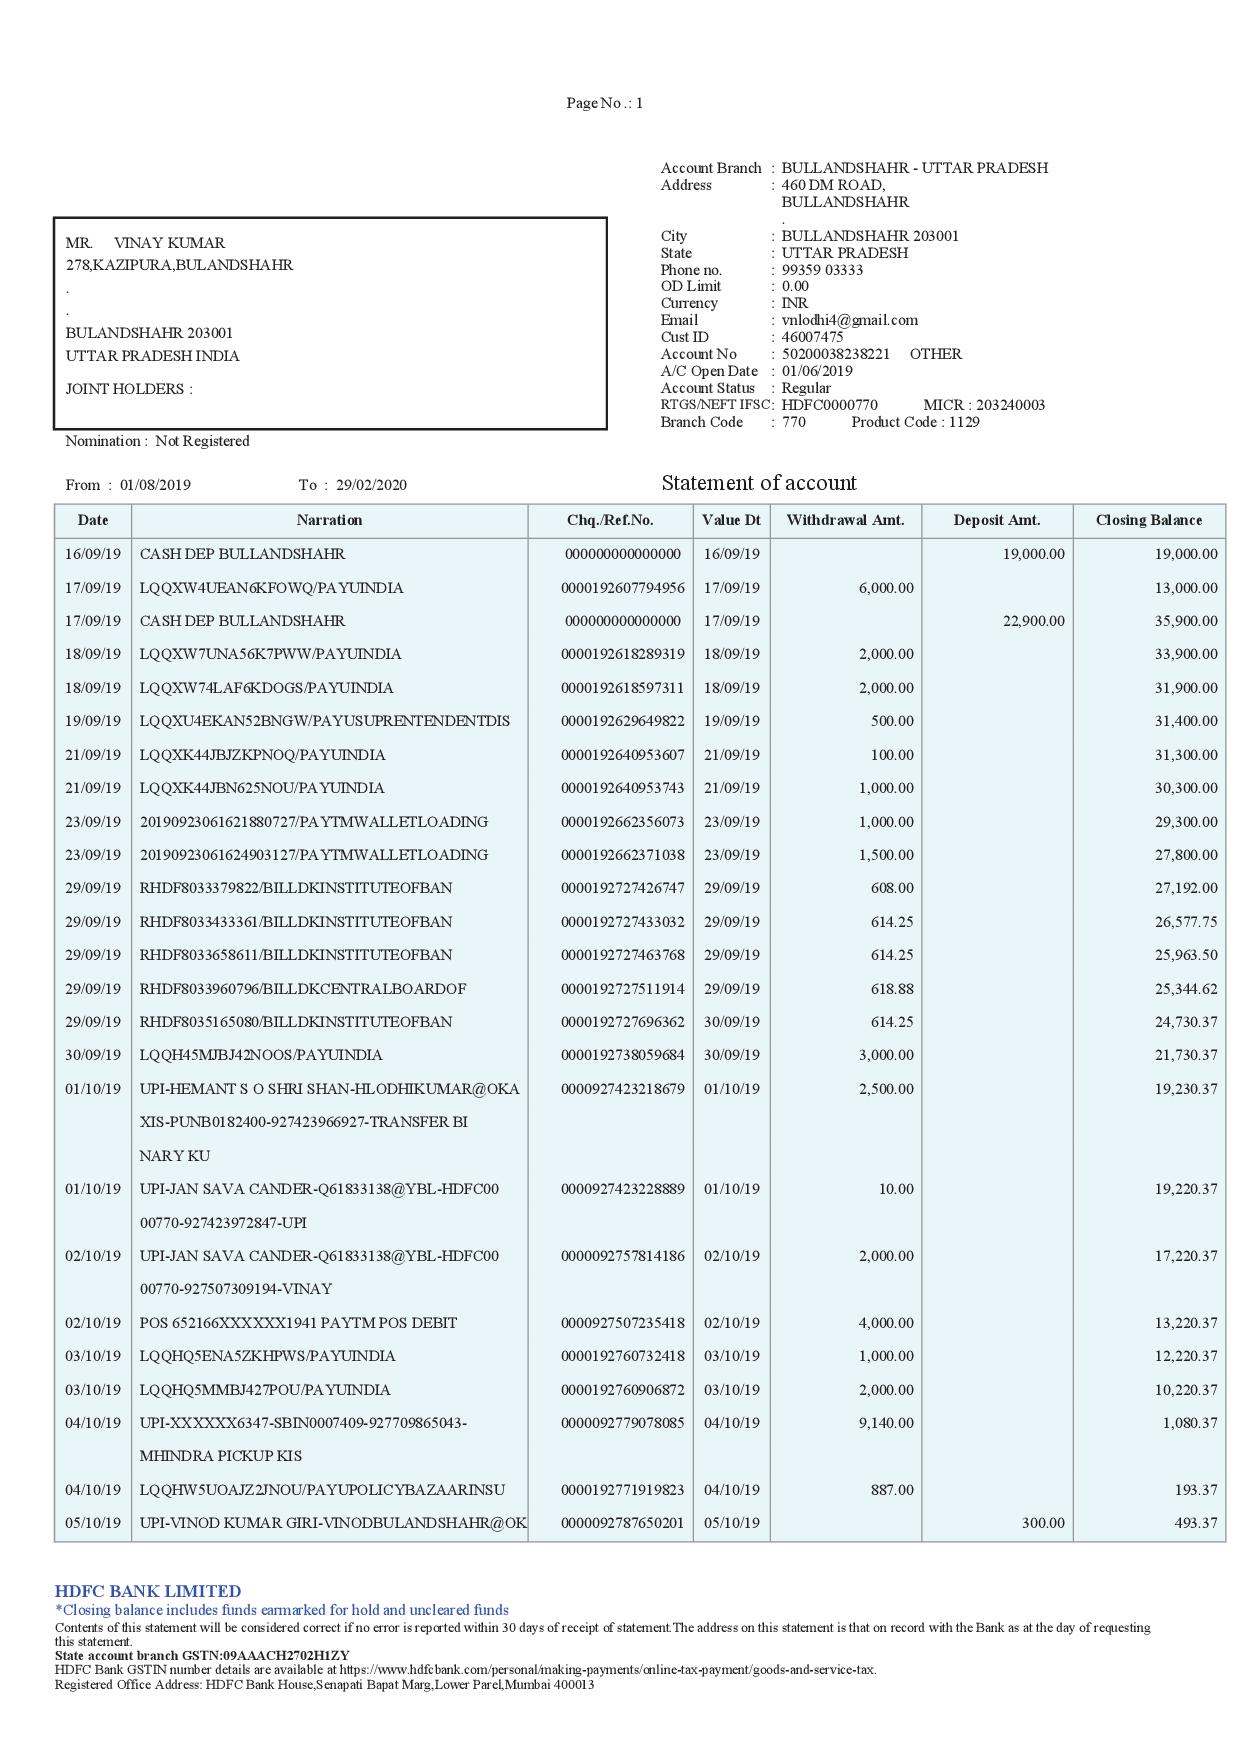 Page No .: 1
Account Branch : BULLANDSHAHR - UTTAR PRADESH
Address : 460 DM ROAD,
BULLANDSHAHR
.
MR. VINAY KUMAR
278,KAZIPURA,BULANDSHAHR
.
.
BULANDSHAHR 203001
UTTAR PRADESH INDIA
JOINT HOLDERS :
City : BULLANDSHAHR 203001
State : UTTAR PRADESH
Phone no. : 99359 03333
OD Limit : 0.00
Currency : INR
Email : vnlodhi4@gmail.com
Cust ID : 46007475
Account No : 50200038238221 OTHER
A/C Open Date : 01/06/2019
Account Status : Regular
RTGS/NEFT IFSC: HDFC0000770 MICR : 203240003
Branch Code : 770 Product Code : 1129
Nomination : Not Registered
From : 01/08/2019 To : 29/02/2020 Statement of account
Date Narration Chq./Ref.No. Value Dt Withdrawal Amt. Deposit Amt. Closing Balance
16/09/19 CASH DEP BULLANDSHAHR 000000000000000 16/09/19 19,000.00 19,000.00
17/09/19 LQQXW4UEAN6KFOWQ/PAYUINDIA 0000192607794956 17/09/19 6,000.00 13,000.00
17/09/19 CASH DEP BULLANDSHAHR 000000000000000 17/09/19 22,900.00 35,900.00
18/09/19 LQQXW7UNA56K7PWW/PAYUINDIA 0000192618289319 18/09/19 2,000.00 33,900.00
18/09/19 LQQXW74LAF6KDOGS/PAYUINDIA 0000192618597311 18/09/19 2,000.00 31,900.00
19/09/19 LQQXU4EKAN52BNGW/PAYUSUPRENTENDENTDIS 0000192629649822 19/09/19 500.00 31,400.00
21/09/19 LQQXK44JBJZKPNOQ/PAYUINDIA 0000192640953607 21/09/19 100.00 31,300.00
21/09/19 LQQXK44JBN625NOU/PAYUINDIA 0000192640953743 21/09/19 1,000.00 30,300.00
23/09/19 20190923061621880727/PAYTMWALLETLOADING 0000192662356073 23/09/19 1,000.00 29,300.00
23/09/19 20190923061624903127/PAYTMWALLETLOADING 0000192662371038 23/09/19 1,500.00 27,800.00
29/09/19 RHDF8033379822/BILLDKINSTITUTEOFBAN 0000192727426747 29/09/19 608.00 27,192.00
29/09/19 RHDF8033433361/BILLDKINSTITUTEOFBAN 0000192727433032 29/09/19 614.25 26,577.75
29/09/19 RHDF8033658611/BILLDKINSTITUTEOFBAN 0000192727463768 29/09/19 614.25 25,963.50
29/09/19 RHDF8033960796/BILLDKCENTRALBOARDOF 0000192727511914 29/09/19 618.88 25,344.62
29/09/19 RHDF8035165080/BILLDKINSTITUTEOFBAN 0000192727696362 30/09/19 614.25 24,730.37
30/09/19 LQQH45MJBJ42NOOS/PAYUINDIA 0000192738059684 30/09/19 3,000.00 21,730.37
01/10/19 UPI-HEMANT S O SHRI SHAN-HLODHIKUMAR@OKA 0000927423218679 01/10/19 2,500.00 19,230.37
XIS-PUNB0182400-927423966927-TRANSFER BI
NARY KU
01/10/19 UPI-JAN SAVA CANDER-Q61833138@YBL-HDFC00 0000927423228889 01/10/19 10.00 19,220.37
00770-927423972847-UPI
02/10/19 UPI-JAN SAVA CANDER-Q61833138@YBL-HDFC00 0000092757814186 02/10/19 2,000.00 17,220.37
00770-927507309194-VINAY
02/10/19 POS 652166XXXXXX1941 PAYTM POS DEBIT 0000927507235418 02/10/19 4,000.00 13,220.37
03/10/19 LQQHQ5ENA5ZKHPWS/PAYUINDIA 0000192760732418 03/10/19 1,000.00 12,220.37
03/10/19 LQQHQ5MMBJ427POU/PAYUINDIA 0000192760906872 03/10/19 2,000.00 10,220.37
04/10/19 UPI-XXXXXX6347-SBIN0007409-927709865043- 0000092779078085 04/10/19 9,140.00 1,080.37
MHINDRA PICKUP KIS
04/10/19 LQQHW5UOAJZ2JNOU/PAYUPOLICYBAZAARINSU 0000192771919823 04/10/19 887.00 193.37
05/10/19 UPI-VINOD KUMAR GIRI-VINODBULANDSHAHR@OK 0000092787650201 05/10/19 300.00 493.37
HDFC BANK LIMITED
*Closing balance includes funds earmarked for hold and uncleared funds
Contents of this statement will be considered correct if no error is reported within 30 days of receipt of statement.The address on this statement is that on record with the Bank as at the day of requesting
this statement.
State account branch GSTN:09AAACH2702H1ZY
HDFC Bank GSTIN number details are available at https://www.hdfcbank.com/personal/making-payments/online-tax-payment/goods-and-service-tax.
Registered Office Address: HDFC Bank House,Senapati Bapat Marg,Lower Parel,Mumbai 400013